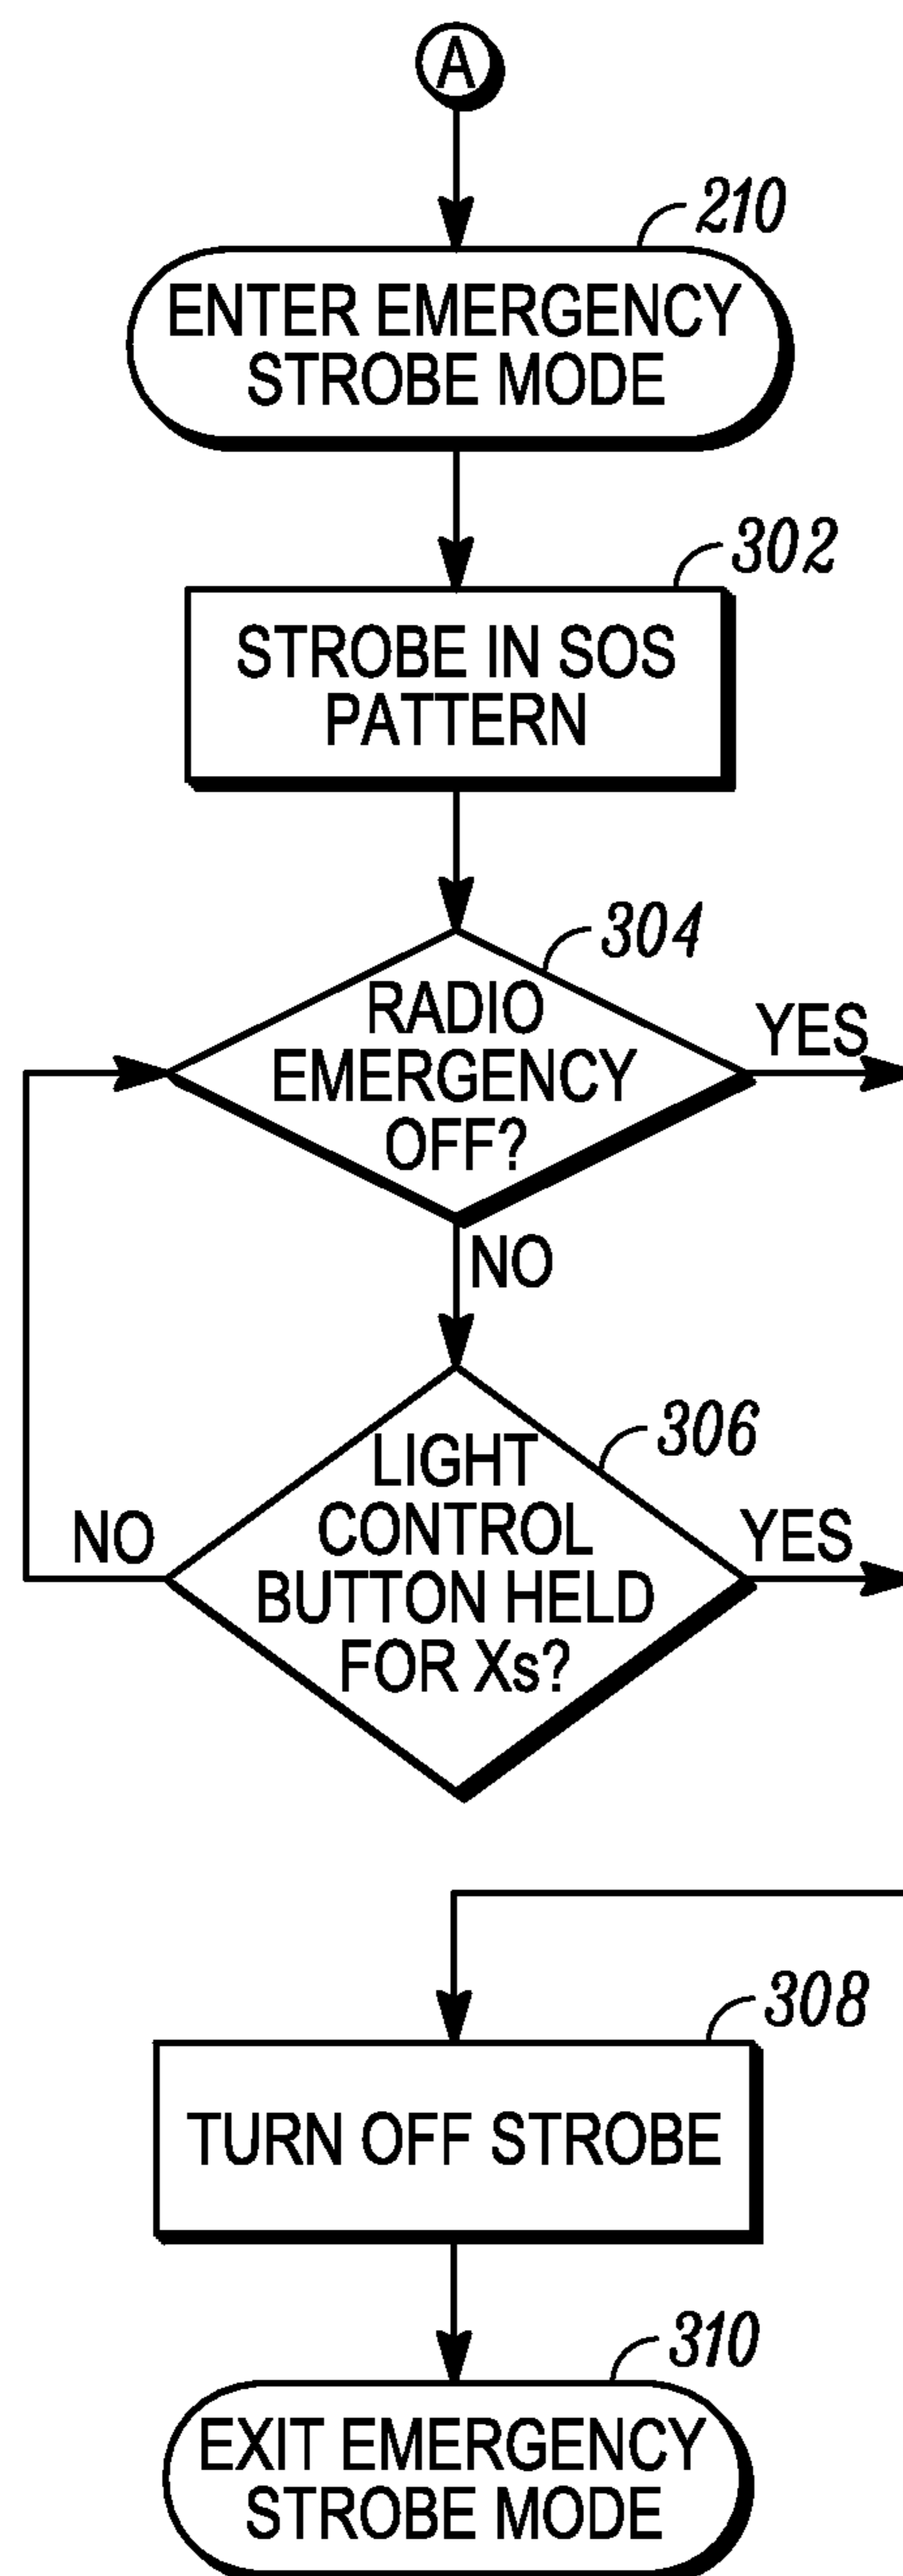 A
210
ENTER EMERGENCY
STROBE MODE
302
STROBE IN SOS
PATTERN
304
RADIO
EMERGENCY
OFF?
YES
NO
306
LIGHT
CONTROL
BUTTON HELD
FOR Xs?
NO
YES
308
TURN OFF STROBE
310
EXIT EMERGENCY
STROBE MODE